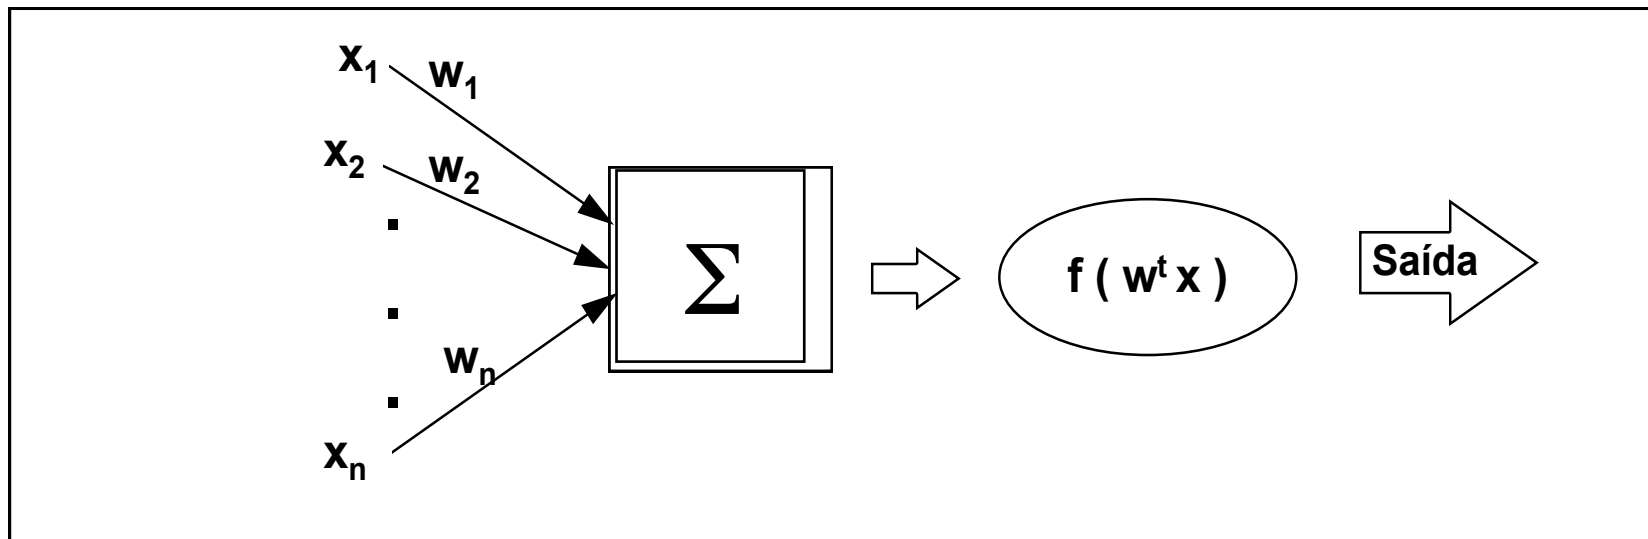 x₁ w₁
x₂ w₂
Σ
f ( wᵗ x )
Saída
wₙ
xₙ